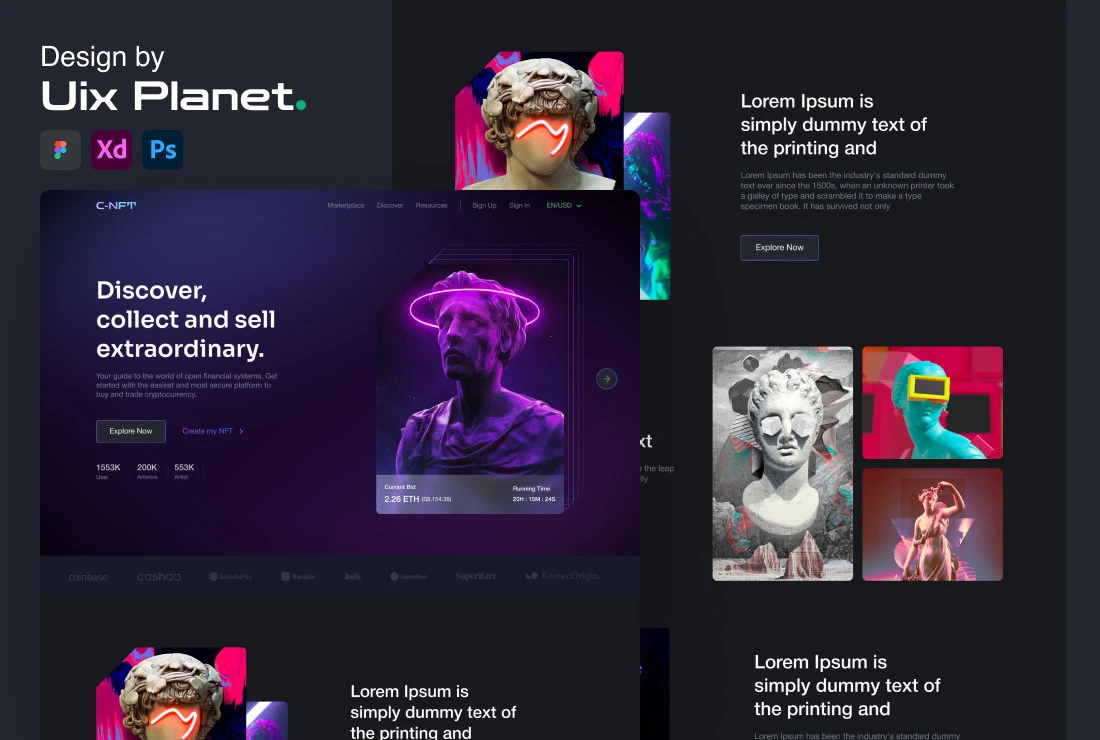 Design by
Uix Planet.
Xd Ps
Lorem Ipsum is
simply dummy text of
the printing and
Lorem Ipsum has been the industry's standard dummy
text ever since the 1500s, when an unknown printer took
a galley of type and scrambled it to make a type
specimen book. It has survived not only
Explore Now
C-NFT
Marketplace Discover Resources Sign Up Sign In EN/USD
Discover,
collect and sell
extraordinary.
Your guide to the world of open financial systems. Get
started with the easiest and most secure platform to
buy and trade cryptocurrency.
Explore Now Create my NFT
1553K 200K 553K
User Artwork Artist
Currant Bid Running Time
2.26 ETH ($8.154.38) 20H : 15M : 24S
xt
o the leap
lly
coinbase cashaa SatoshiPay Rarible OpenSea SuperRare KnownOrigin
Lorem Ipsum is
simply dummy text of
the printing and
Lorem Ipsum is
simply dummy text of
the printing and
Lorem Ipsum has been the industry's standard dummy